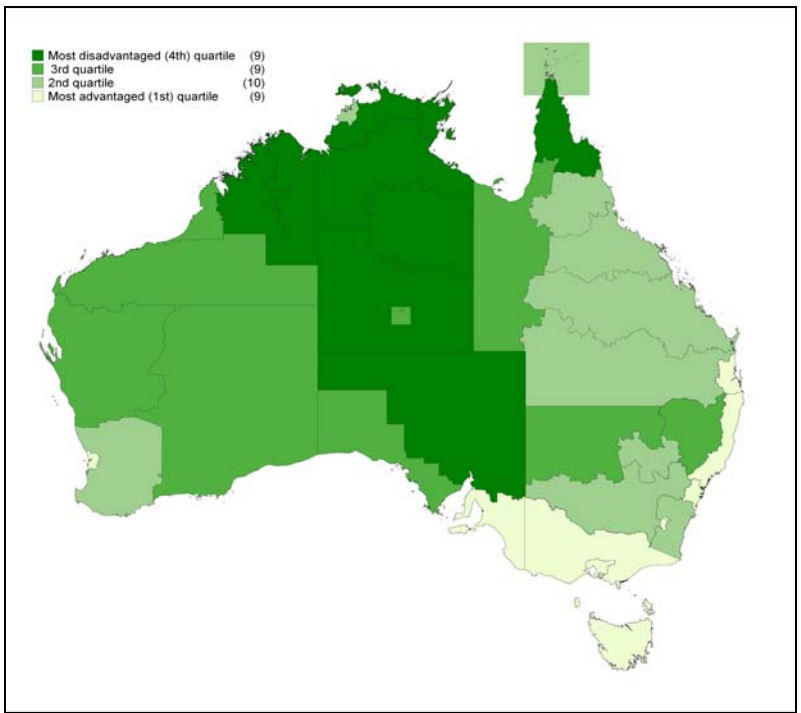 Most disadvantaged (4th) quartile (9)
3rd quartile (9)
2nd quartile (10)
Most advantaged (1st) quartile (9)